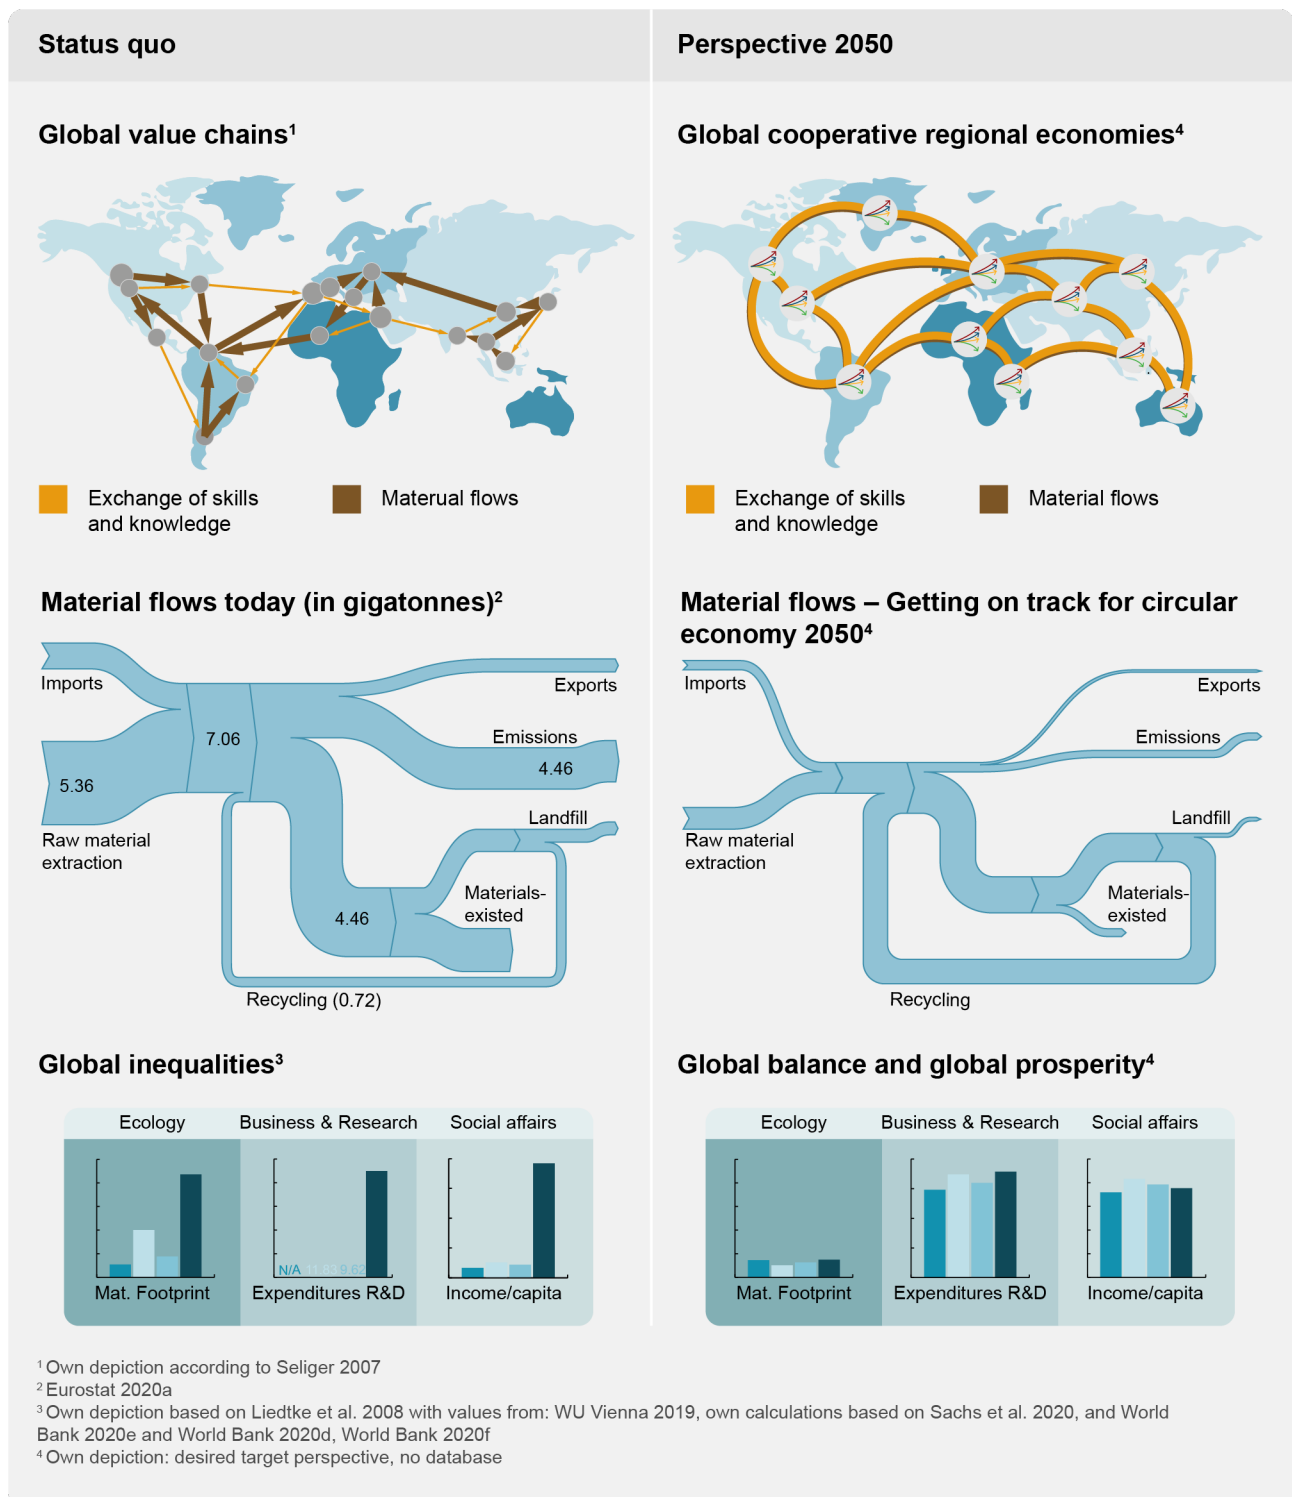 Status quo
Perspective 2050
Global value chains1
Global cooperative regional economies4
Exchange of skills
and knowledge
Materual flows
Exchange of skills
and knowledge
Material flows
Material flows today (in gigatonnes)2
Material flows – Getting on track for circular
economy 20504
Imports
7.06
5.36
Raw material
extraction
Exports
Emissions
4.46
Landfill
Materials-
existed
4.46
Recycling (0.72)
Imports
Raw material
extraction
Exports
Emissions
Landfill
Materials-
existed
Recycling
Global inequalities3
Global balance and global prosperity4
Ecology
Business & Research
Social affairs
N/A
11.83
9.62
Mat. Footprint
Expenditures R&D
Income/capita
Ecology
Business & Research
Social affairs
Mat. Footprint
Expenditures R&D
Income/capita
1 Own depiction according to Seliger 2007
2 Eurostat 2020a
3 Own depiction based on Liedtke et al. 2008 with values from: WU Vienna 2019, own calculations based on Sachs et al. 2020, and World
Bank 2020e and World Bank 2020d, World Bank 2020f
4 Own depiction: desired target perspective, no database